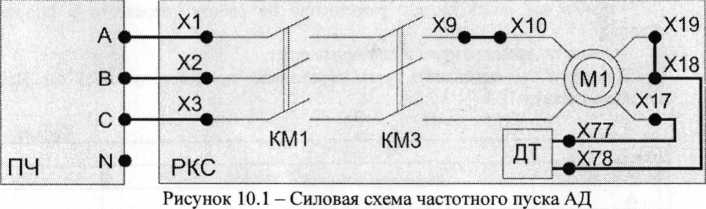 X1 X9 X10 X19
A
X2 X18
B M1
X3 X17
C
KM1 KM3 X77
N ДТ
ПЧ РКС X78
Рисунок 10.1 – Силовая схема частотного пуска АД